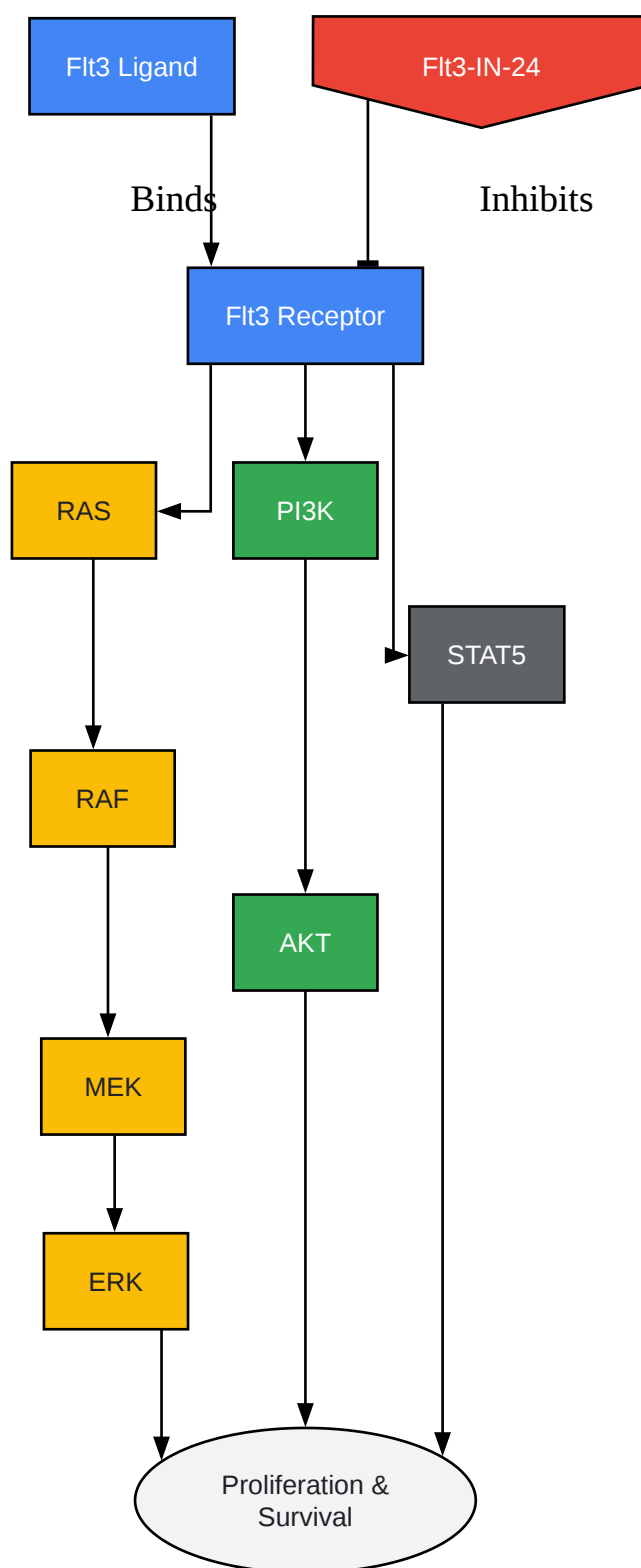 Flt3 Ligand
Flt3-IN-24
Binds
Inhibits
Flt3 Receptor
RAS
PI3K
STAT5
RAF
AKT
MEK
ERK
Proliferation &
Survival